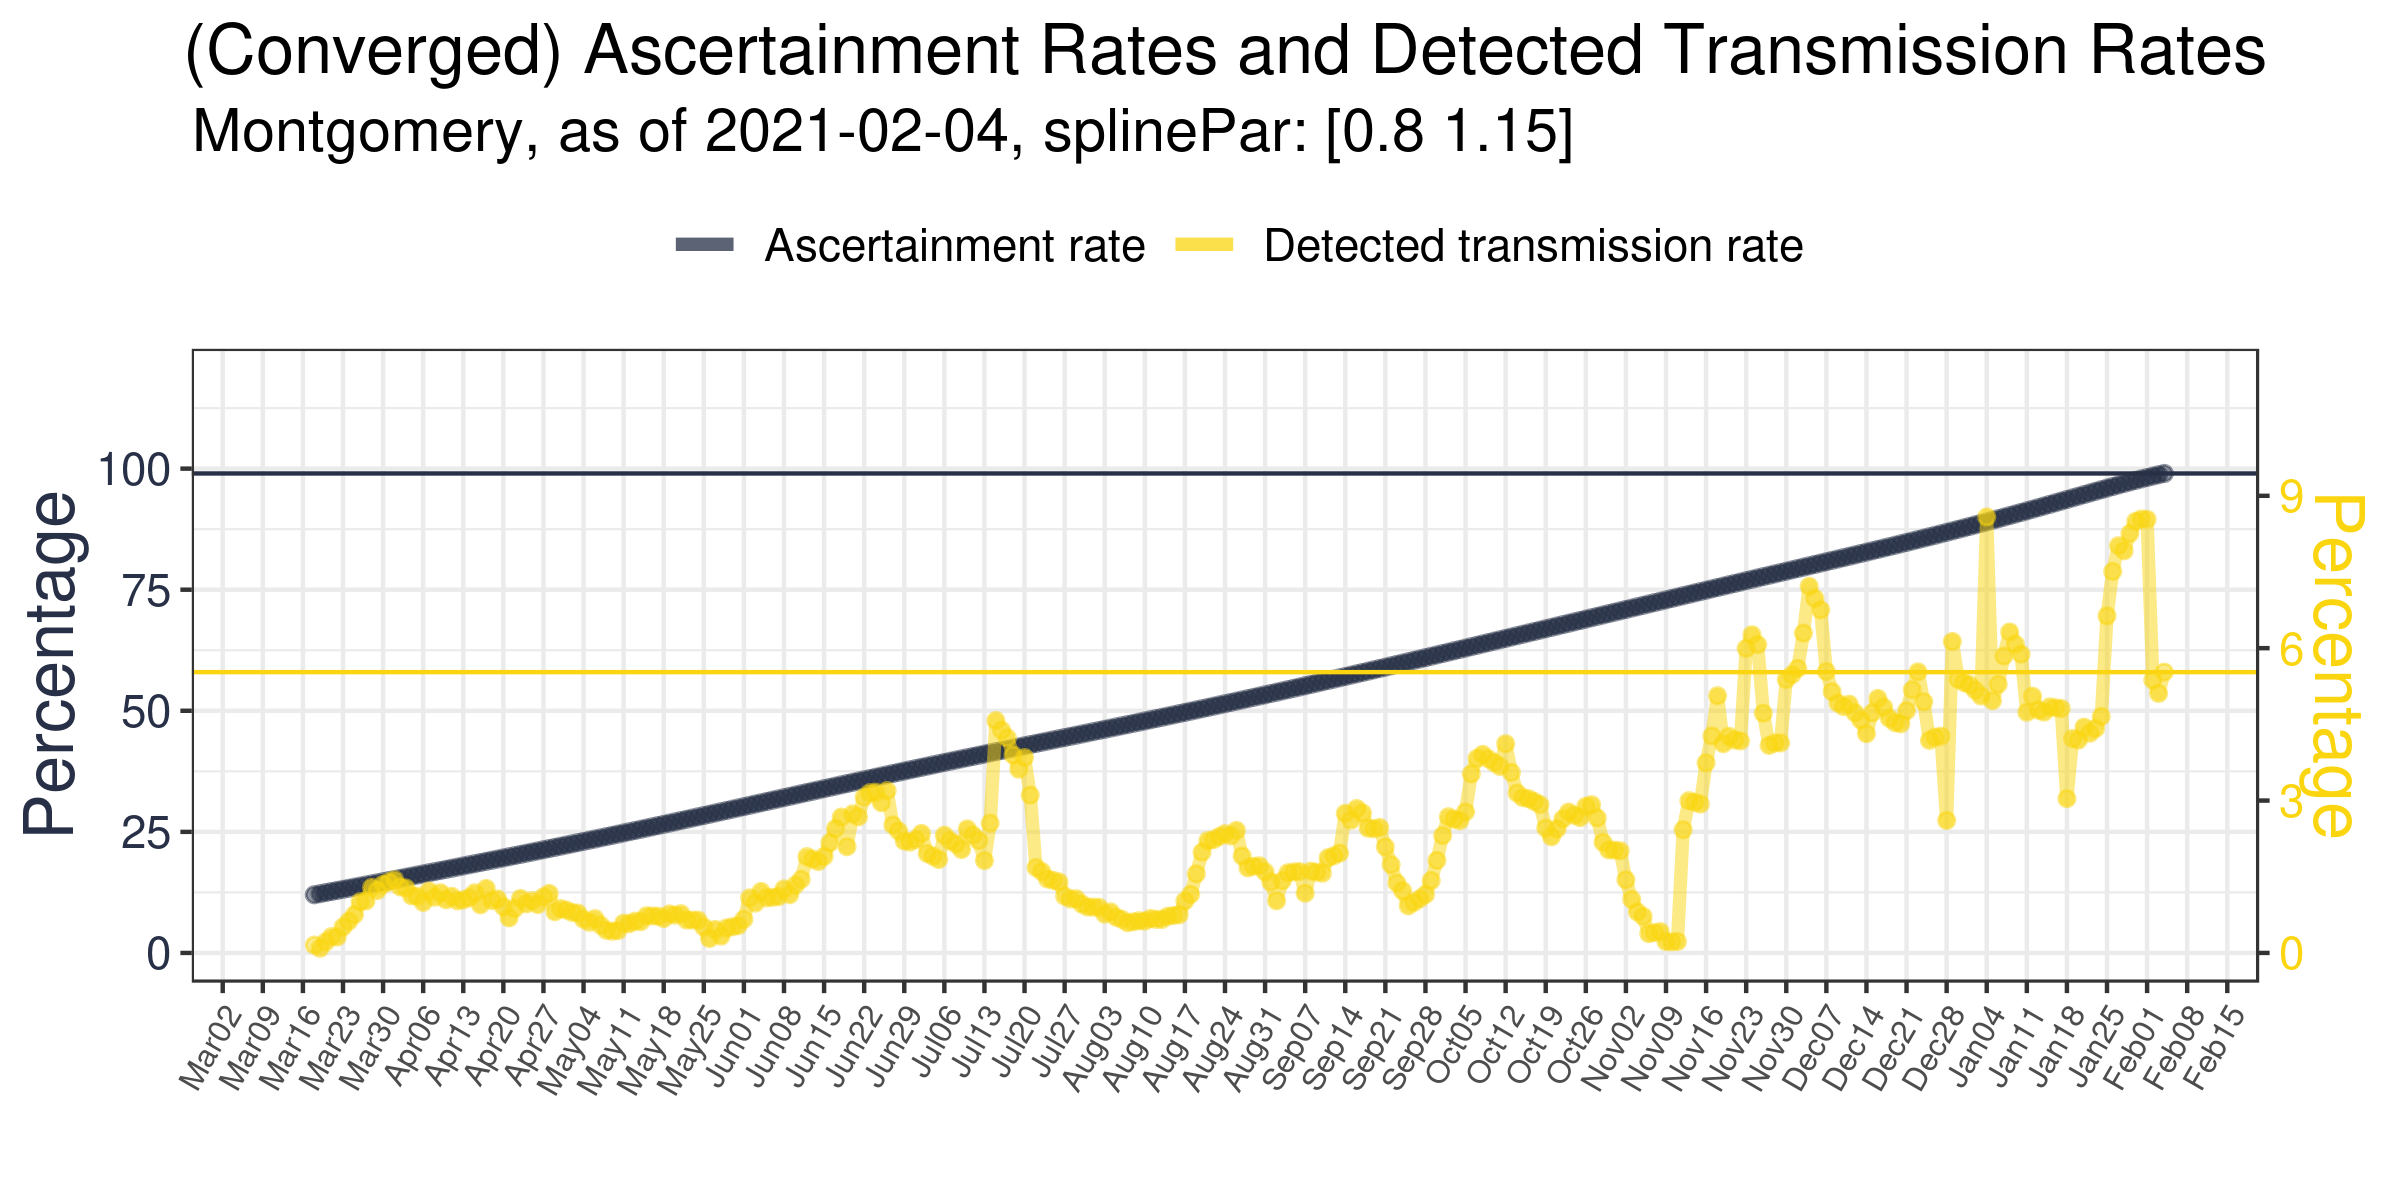 (Converged) Ascertainment Rates and Detected Transmission Rates
Montgomery, as of 2021-02-04, splinePar: [0.8 1.15]
Ascertainment rate Detected transmission rate
Percentage
100
75
50
25
0
9
6
3
0
Percentage
Mar02 Mar09 Mar16 Mar23 Mar30 Apr06 Apr13 Apr20 Apr27 May04 May11 May18 May25 Jun01 Jun08 Jun15 Jun22 Jun29 Jul06 Jul13 Jul20 Jul27 Aug03 Aug10 Aug17 Aug24 Aug31 Sep07 Sep14 Sep21 Sep28 Oct05 Oct12 Oct19 Oct26 Nov02 Nov09 Nov16 Nov23 Nov30 Dec07 Dec14 Dec21 Dec28 Jan04 Jan11 Jan18 Jan25 Feb01 Feb08 Feb15